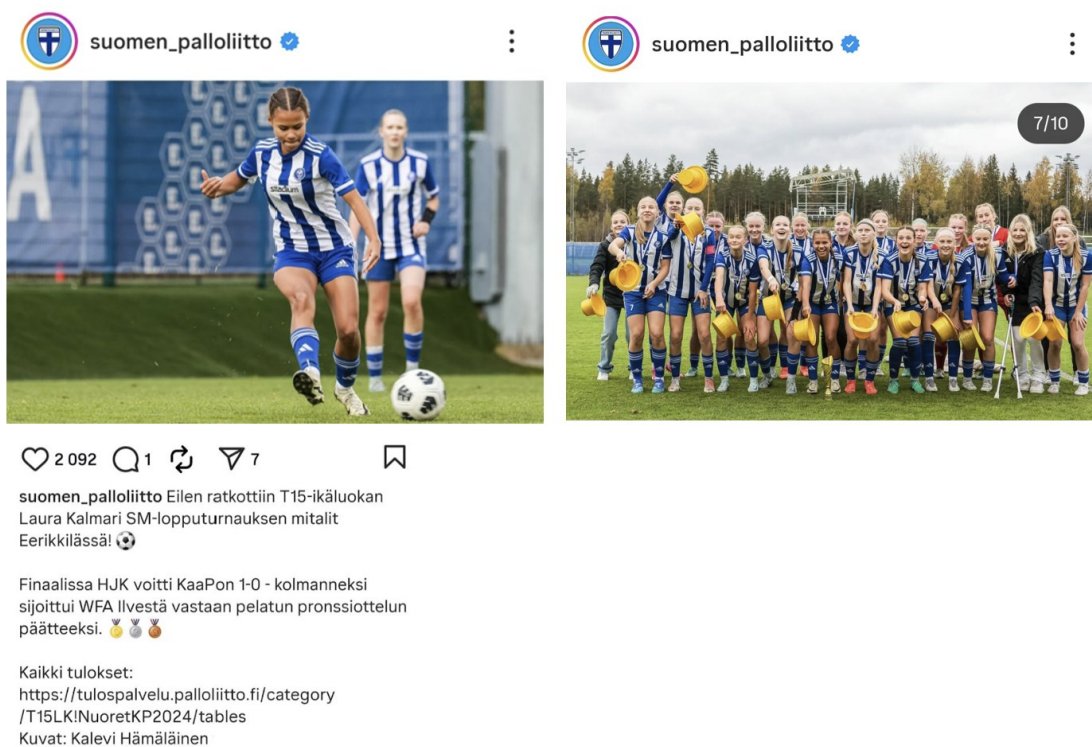 suomen_palloliitto
A
stadium
2 092 1 7
suomen_palloliitto Eilen ratkottiin T15-ikäluokan
Laura Kalmari SM-lopputurnauksen mitalit
Eerikkilässä!
Finaalissa HJK voitti KaaPon 1-0 - kolmanneksi
sijoittui WFA Ilvestä vastaan pelatun pronssiottelun
päätteeksi.
Kaikki tulokset:
https://tulospalvelu.palloliitto.fi/category
/T15LK!NuoretKP2024/tables
Kuvat: Kalevi Hämäläinen
suomen_palloliitto
7/10
7